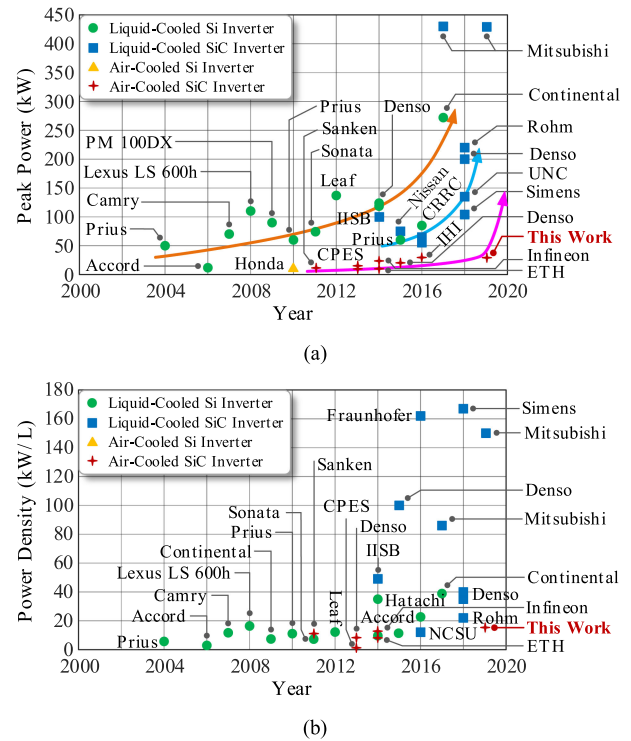 Liquid-Cooled Si Inverter
Liquid-Cooled SiC Inverter
Air-Cooled Si Inverter
Air-Cooled SiC Inverter
Peak Power (kW)
450
400
350
300
250
200
150
100
50
0
Mitsubishi
Continental
Rohm
Denso
UNC
Simens
Denso
This Work
Infineon
ETH
Prius
Sanken
Sonata
Denso
PM 100DX
Lexus LS 600h
Camry
Prius
Accord
Leaf
IISB
Nissan
CRRC
Prius
IHI
CPES
Honda
2000
2004
2008
2012
2016
2020
Year
(a)
Liquid-Cooled Si Inverter
Liquid-Cooled SiC Inverter
Air-Cooled Si Inverter
Air-Cooled SiC Inverter
Power Density (kW/ L)
180
160
140
120
100
80
60
40
20
0
Fraunhofer
Simens
Mitsubishi
Sanken
Denso
CPES
Sonata
Denso
Mitsubishi
Prius
IISB
Continental
Continental
Lexus LS 600h
Camry
Leaf
Hatachi
Denso
Accord
Accord
Infineon
Rohm
This Work
Prius
NCSU
ETH
2000
2004
2008
2012
2016
2020
Year
(b)